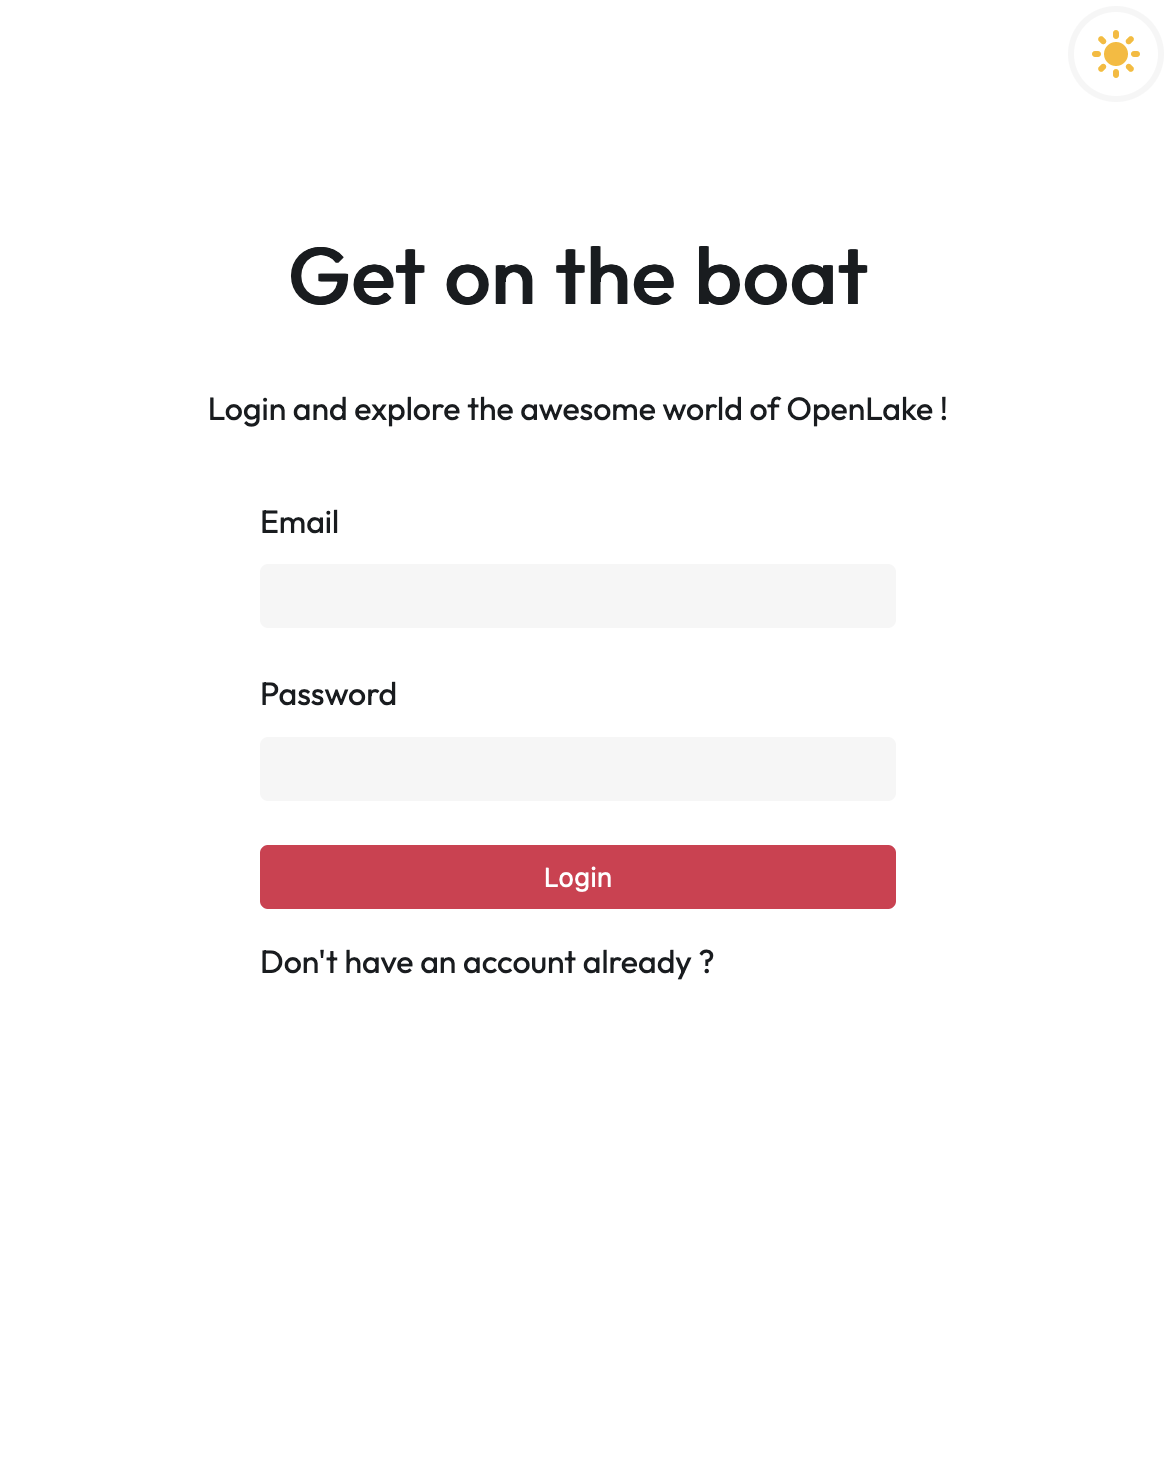 Get on the boat
Login and explore the awesome world of OpenLake !
Email
Password
Login
Don't have an account already ?